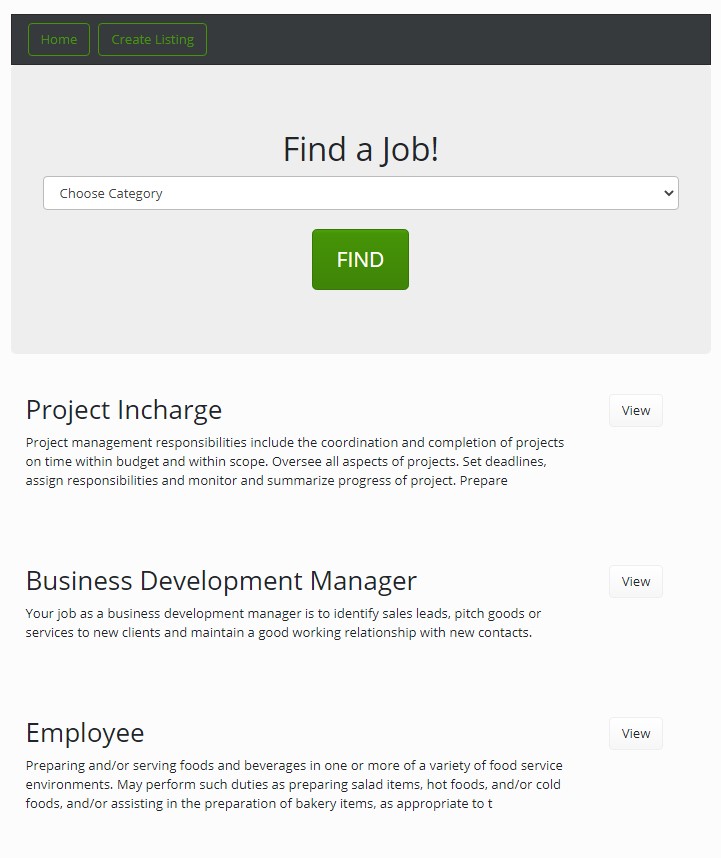 Home Create Listing
Find a Job!
Choose Category
FIND
Project Incharge View
Project management responsibilities include the coordination and completion of projects
on time within budget and within scope. Oversee all aspects of projects. Set deadlines,
assign responsibilities and monitor and summarize progress of project. Prepare
Business Development Manager View
Your job as a business development manager is to identify sales leads, pitch goods or
services to new clients and maintain a good working relationship with new contacts.
Employee View
Preparing and/or serving foods and beverages in one or more of a variety of food service
environments. May perform such duties as preparing salad items, hot foods, and/or cold
foods, and/or assisting in the preparation of bakery items, as appropriate to t